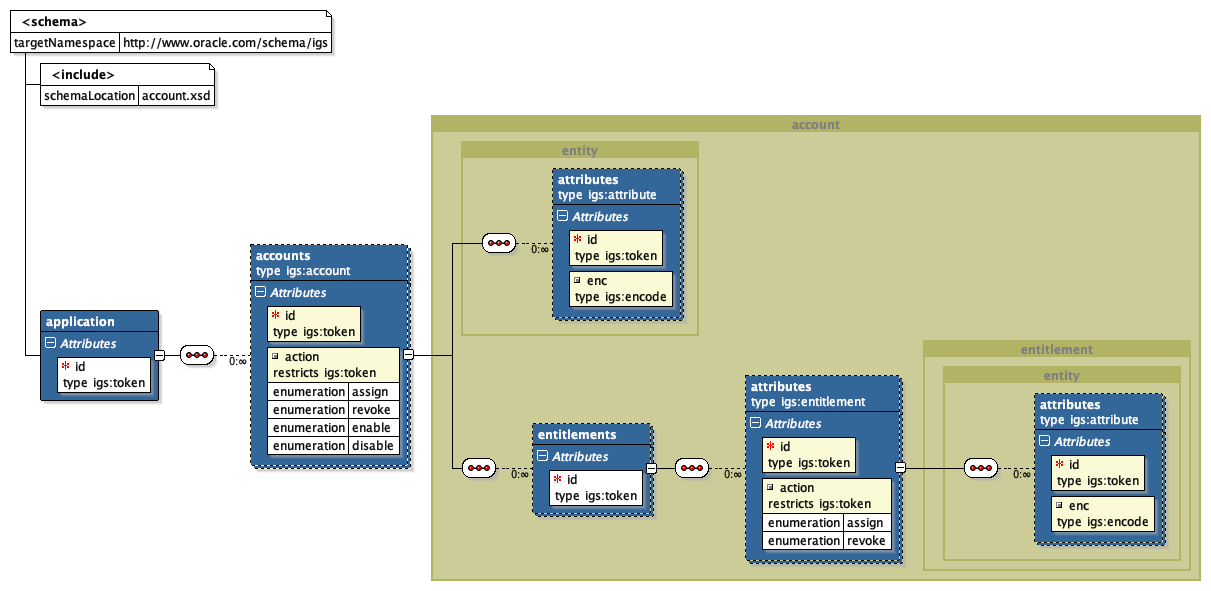 <schema>
targetNamespace http://www.oracle.com/schema/igs
<include>
schemaLocation account.xsd
application
Attributes
* id
type igs:token
0:∞
accounts
type igs:account
Attributes
* id
type igs:token
action
restricts igs:token
enumeration assign
enumeration revoke
enumeration enable
enumeration disable
account
entity
0:∞
attributes
type igs:attribute
Attributes
* id
type igs:token
enc
type igs:encode
0:∞
entitlements
Attributes
* id
type igs:token
0:∞
attributes
type igs:entitlement
Attributes
* id
type igs:token
action
restricts igs:token
enumeration assign
enumeration revoke
entitlement
entity
0:∞
attributes
type igs:attribute
Attributes
* id
type igs:token
enc
type igs:encode